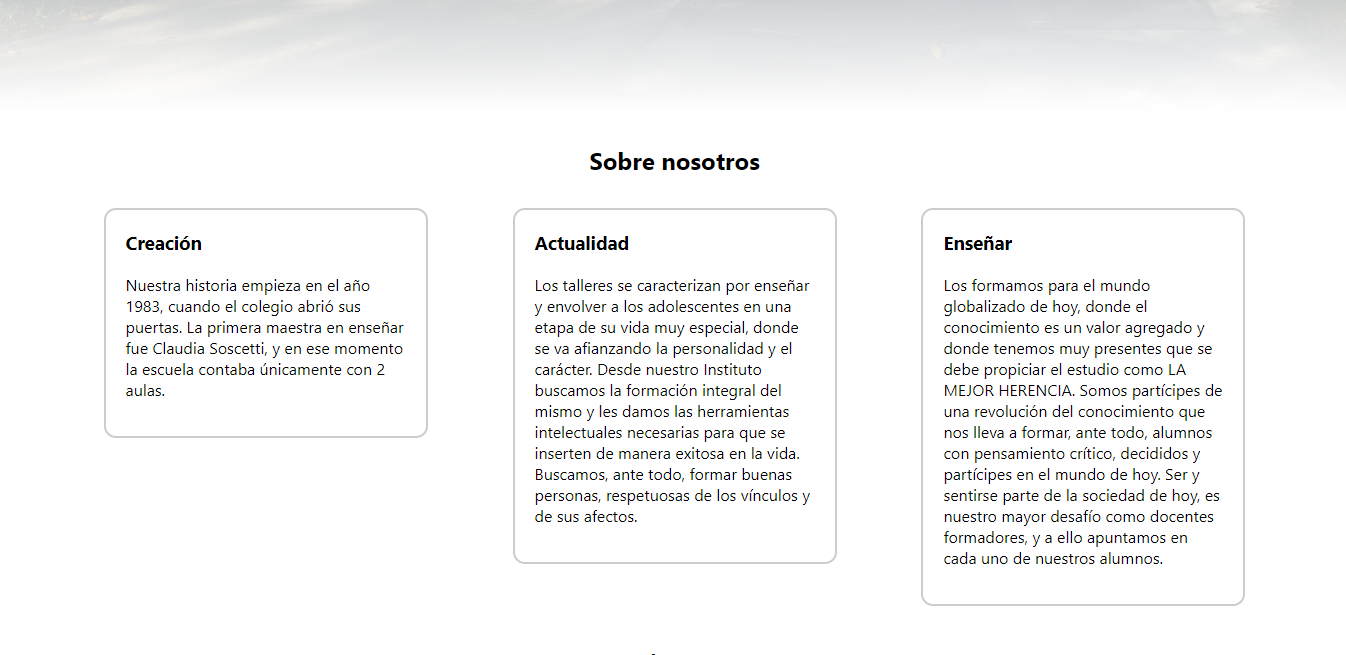 Sobre nosotros
Creación
Nuestra historia empieza en el año
1983, cuando el colegio abrió sus
puertas. La primera maestra en enseñar
fue Claudia Soscetti, y en ese momento
la escuela contaba únicamente con 2
aulas.
Actualidad
Los talleres se caracterizan por enseñar
y envolver a los adolescentes en una
etapa de su vida muy especial, donde
se va afianzando la personalidad y el
carácter. Desde nuestro Instituto
buscamos la formación integral del
mismo y les damos las herramientas
intelectuales necesarias para que se
inserten de manera exitosa en la vida.
Buscamos, ante todo, formar buenas
personas, respetuosas de los vínculos y
de sus afectos.
Enseñar
Los formamos para el mundo
globalizado de hoy, donde el
conocimiento es un valor agregado y
donde tenemos muy presentes que se
debe propiciar el estudio como LA
MEJOR HERENCIA. Somos partícipes de
una revolución del conocimiento que
nos lleva a formar, ante todo, alumnos
con pensamiento crítico, decididos y
partícipes en el mundo de hoy. Ser y
sentirse parte de la sociedad de hoy, es
nuestro mayor desafío como docentes
formadores, y a ello apuntamos en
cada uno de nuestros alumnos.